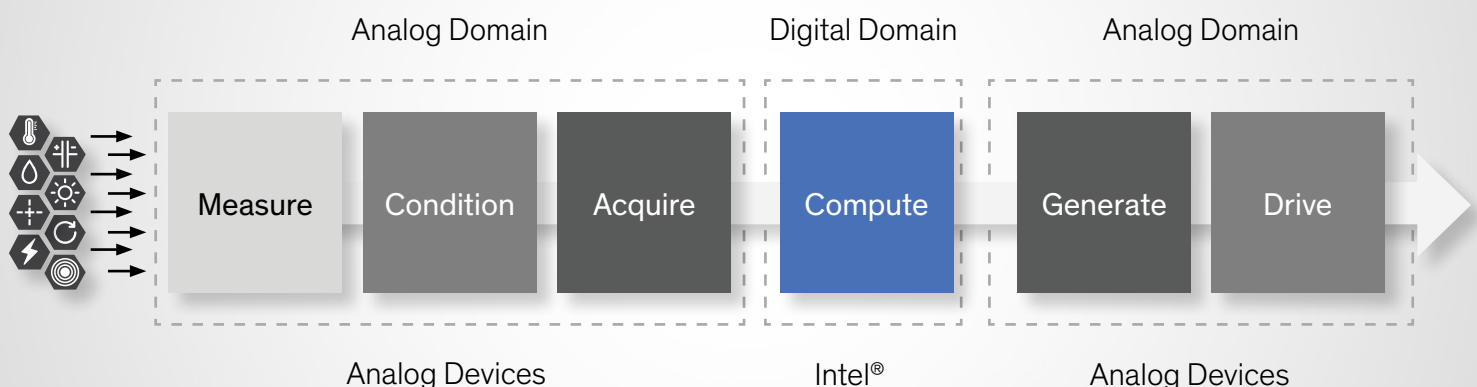 Analog Domain
Digital Domain
Analog Domain
Measure
Condition
Acquire
Compute
Generate
Drive
Analog Devices
Intel®
Analog Devices